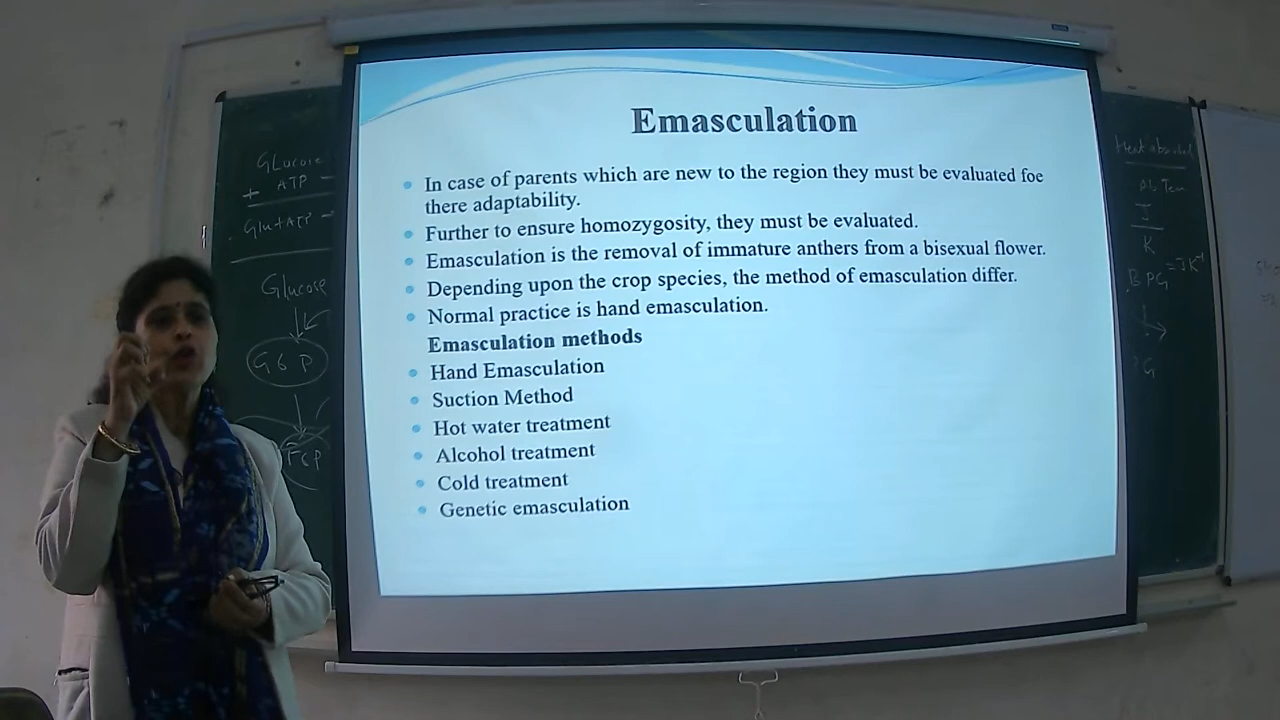 Emasculation
In case of parents which are new to the region they must be evaluated foe
there adaptability.
Further to ensure homozygosity, they must be evaluated.
Emasculation is the removal of immature anthers from a bisexual flower.
Depending upon the crop species, the method of emasculation differ.
Normal practice is hand emasculation.
Emasculation methods
Hand Emasculation
Suction Method
Hot water treatment
Alcohol treatment
Cold treatment
Genetic emasculation
GLucose
+ ATP
Glucose
G6P
F6P
K